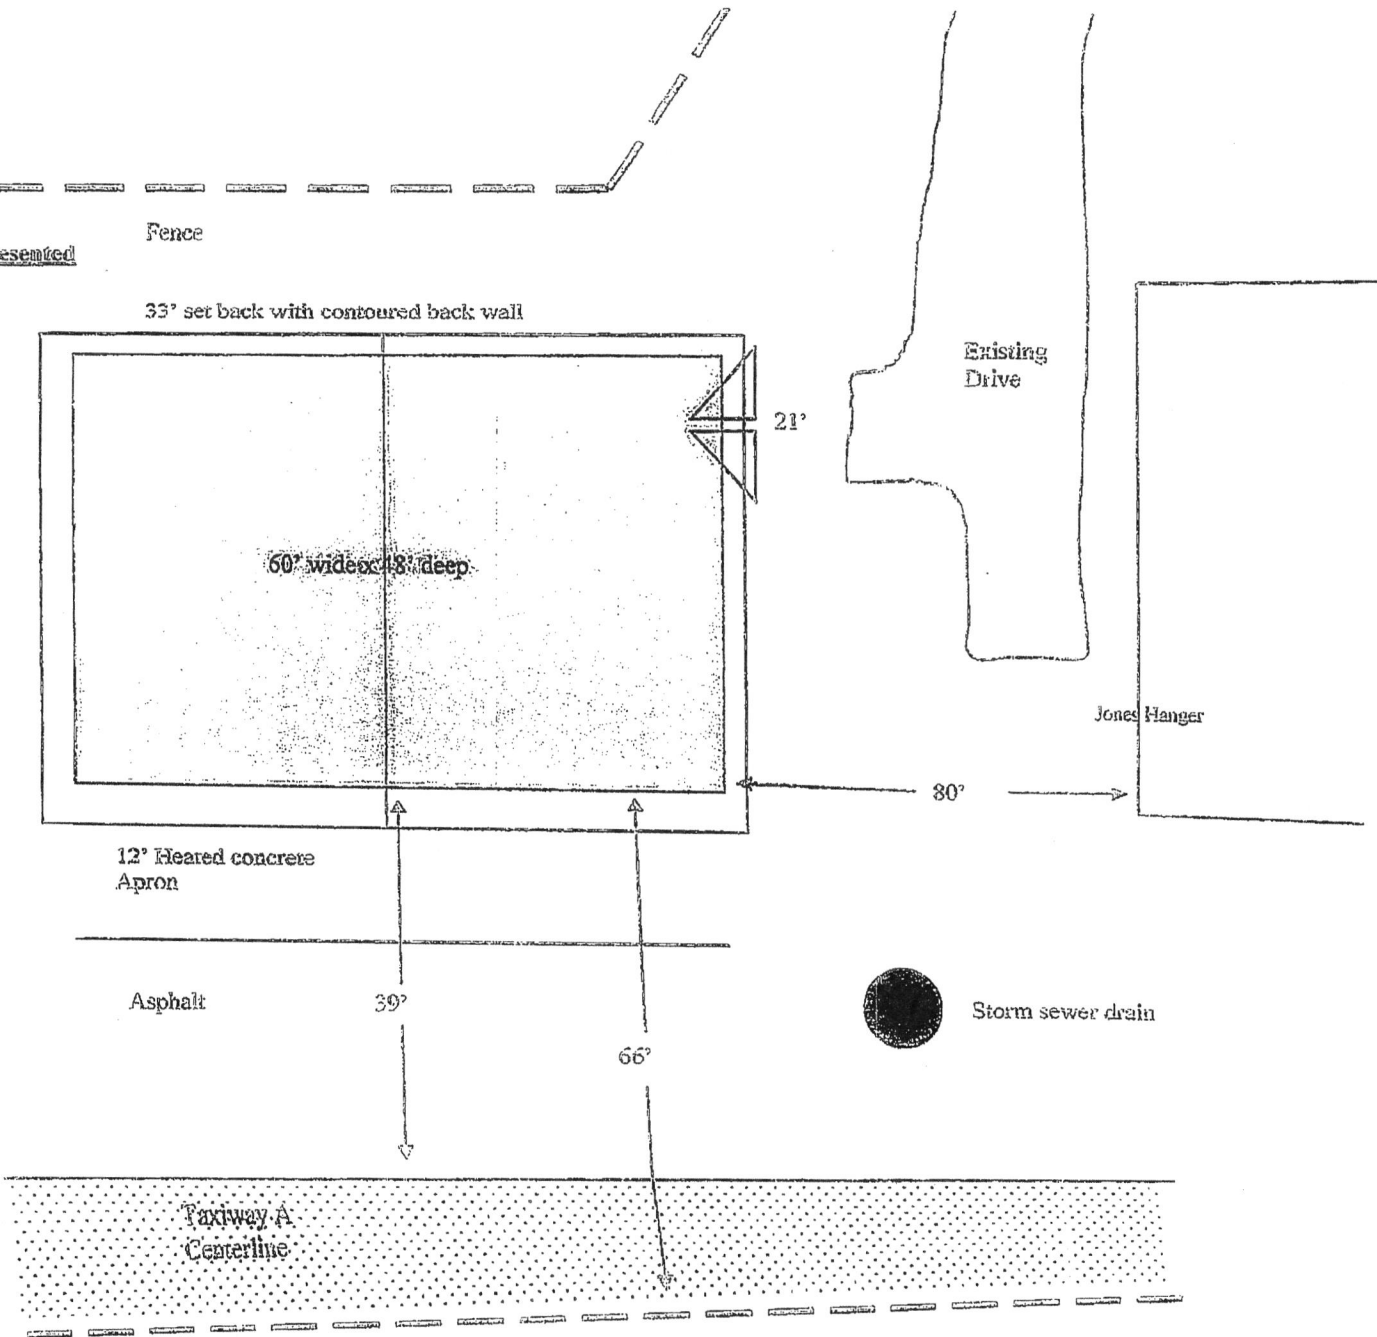 Fence
esented
33' set back with contoured back wall
Existing
Drive
21'
60' wide x 48' deep
Jones Hanger
80'
12' Heated concrete
Apron
Asphalt
39'
Storm sewer drain
66'
Taxiway A
Centerline